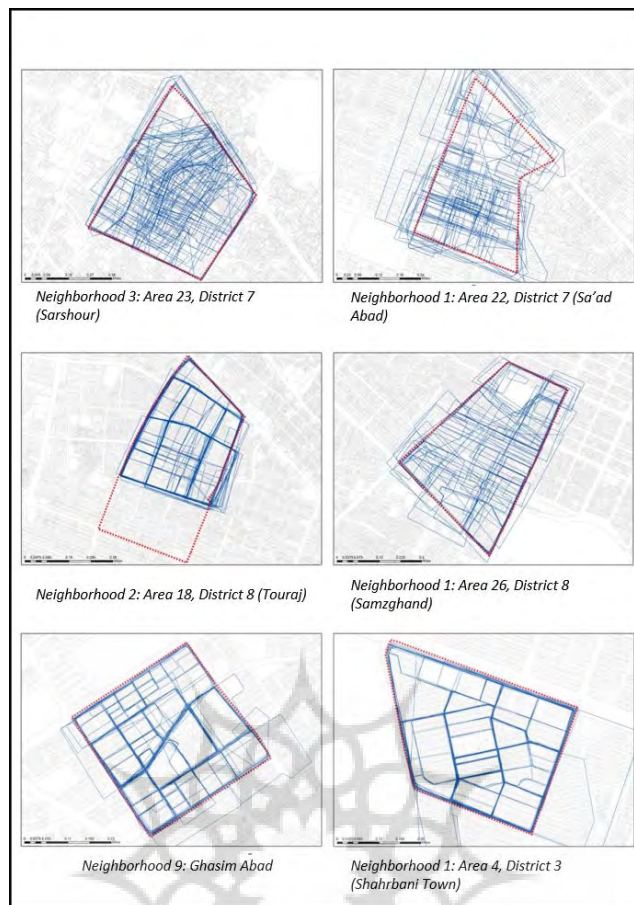 Neighborhood 3: Area 23, District 7
(Sarshour)
Neighborhood 1: Area 22, District 7 (Sa'ad
Abad)
Neighborhood 2: Area 18, District 8 (Touraj)
Neighborhood 1: Area 26, District 8
(Samzghand)
Neighborhood 9: Ghasim Abad
Neighborhood 1: Area 4, District 3
(Shahrbani Town)